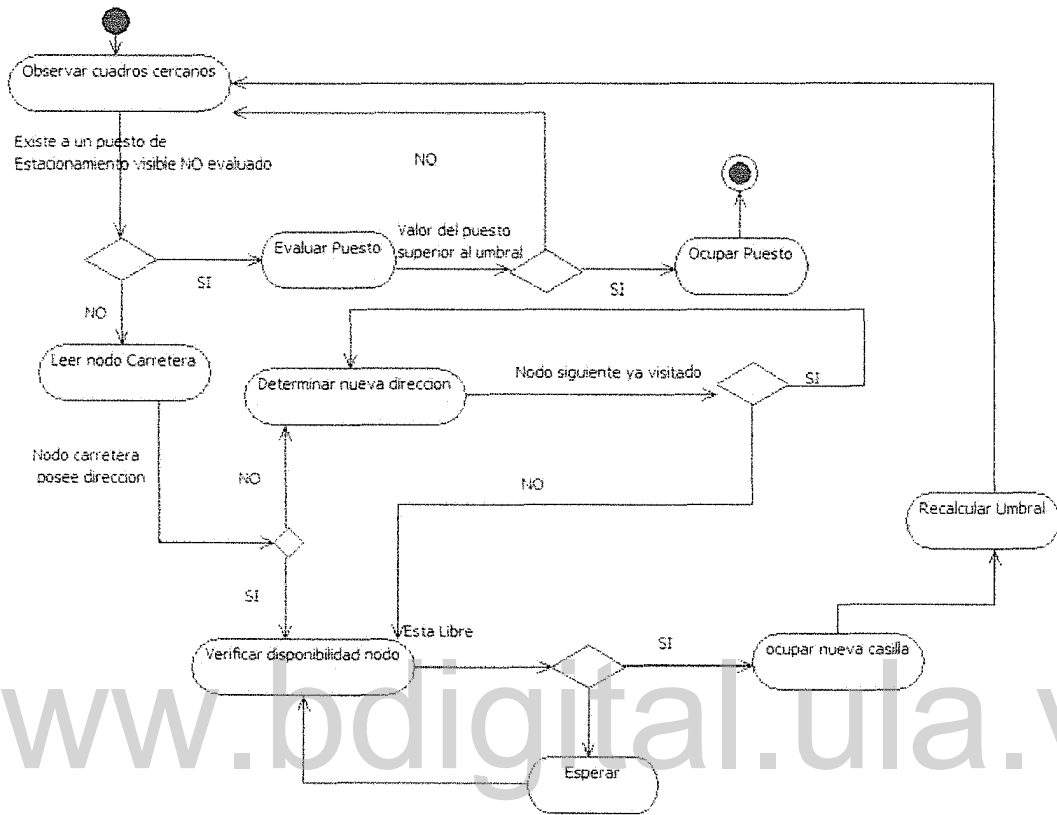 Observar cuadros cercanos
Existe a un puesto de
Estacionamiento visible NO evaluado
NO
Evaluar Puesto
Valor del puesto
superior al umbral
Ocupar Puesto
SI
SI
NO
Leer nodo Carretera
Determinar nueva direccion
Nodo siguiente ya visitado
SI
Nodo carretera
posee direccion
NO
NO
Recalcular Umbral
SI
Esta Libre
Verificar disponibilidad nodo
SI
ocupar nueva casilla
www.bdigital.ula.v
Esperar